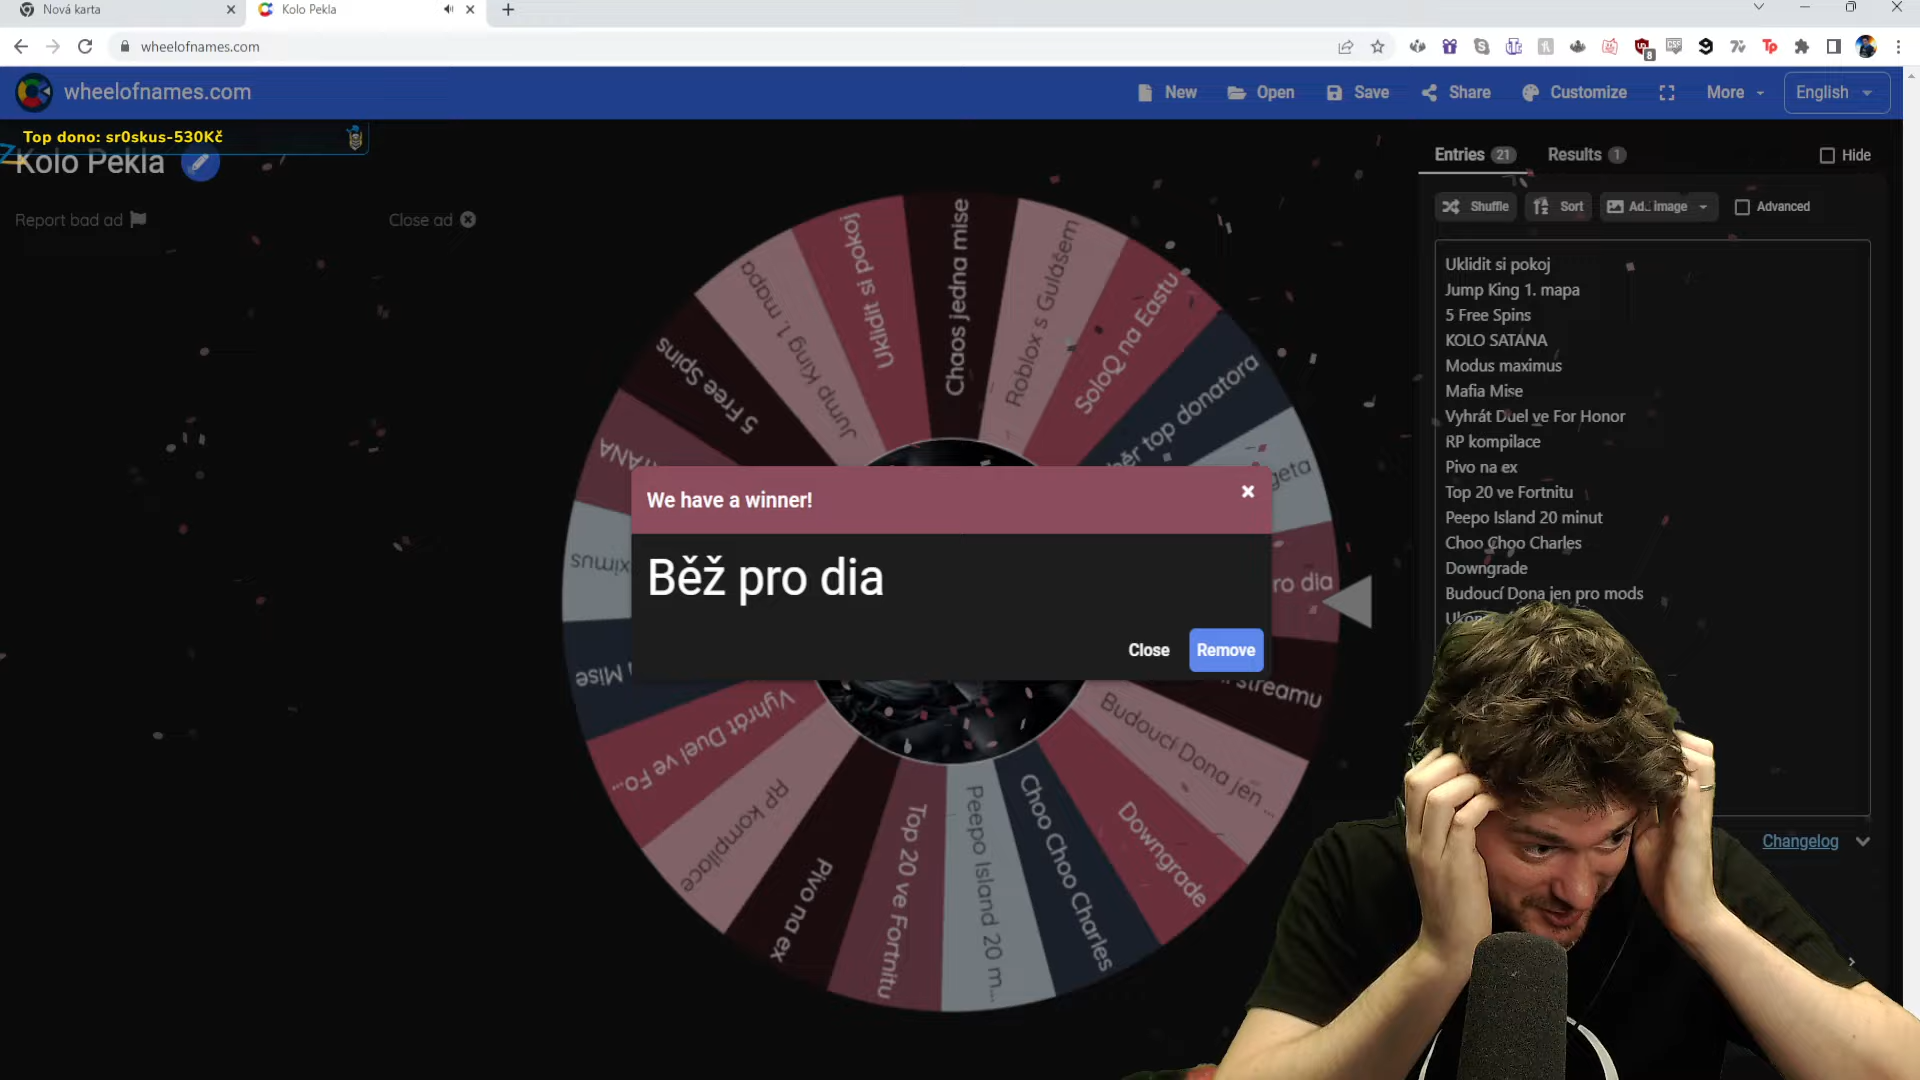 Nová karta
Kolo Pekla
wheelofnames.com
wheelofnames.com
New
Open
Save
Share
Customize
More
English
Top dono: sr0skus-530Kč
Kolo Pekla
Report bad ad
Close ad
Entries 21
Results 1
Hide
Shuffle
Sort
Advanced
Uklidit si pokoj
Jump King 1. mapa
5 Free Spins
KOLO SATANA
Modus maximus
Mafia Mise
Vyhrát Duel ve For Honor
RP kompilace
Pivo na ex
Top 20 ve Fortnitu
Peepo Island 20 minut
Choo Choo Charles
Downgrade
Budoucí Dona jen pro mods
Changelog
We have a winner!
Běž pro dia
Close
Remove
Chaos jedna mise
Roblox s Gulášem
SoloQ na Eastu
top donatora
ro dia
streamu
Budoucí Dona jen ...
Downgrade
Choo Choo Charles
Peepo Island 20 m...
Top 20 ve Fortnitu
Pivo na ex
RP kompilace
Vyhrát Duel ve Fo...
Mise
5 Free Spins
Jump King 1. mapa
Uklidit si pokoj